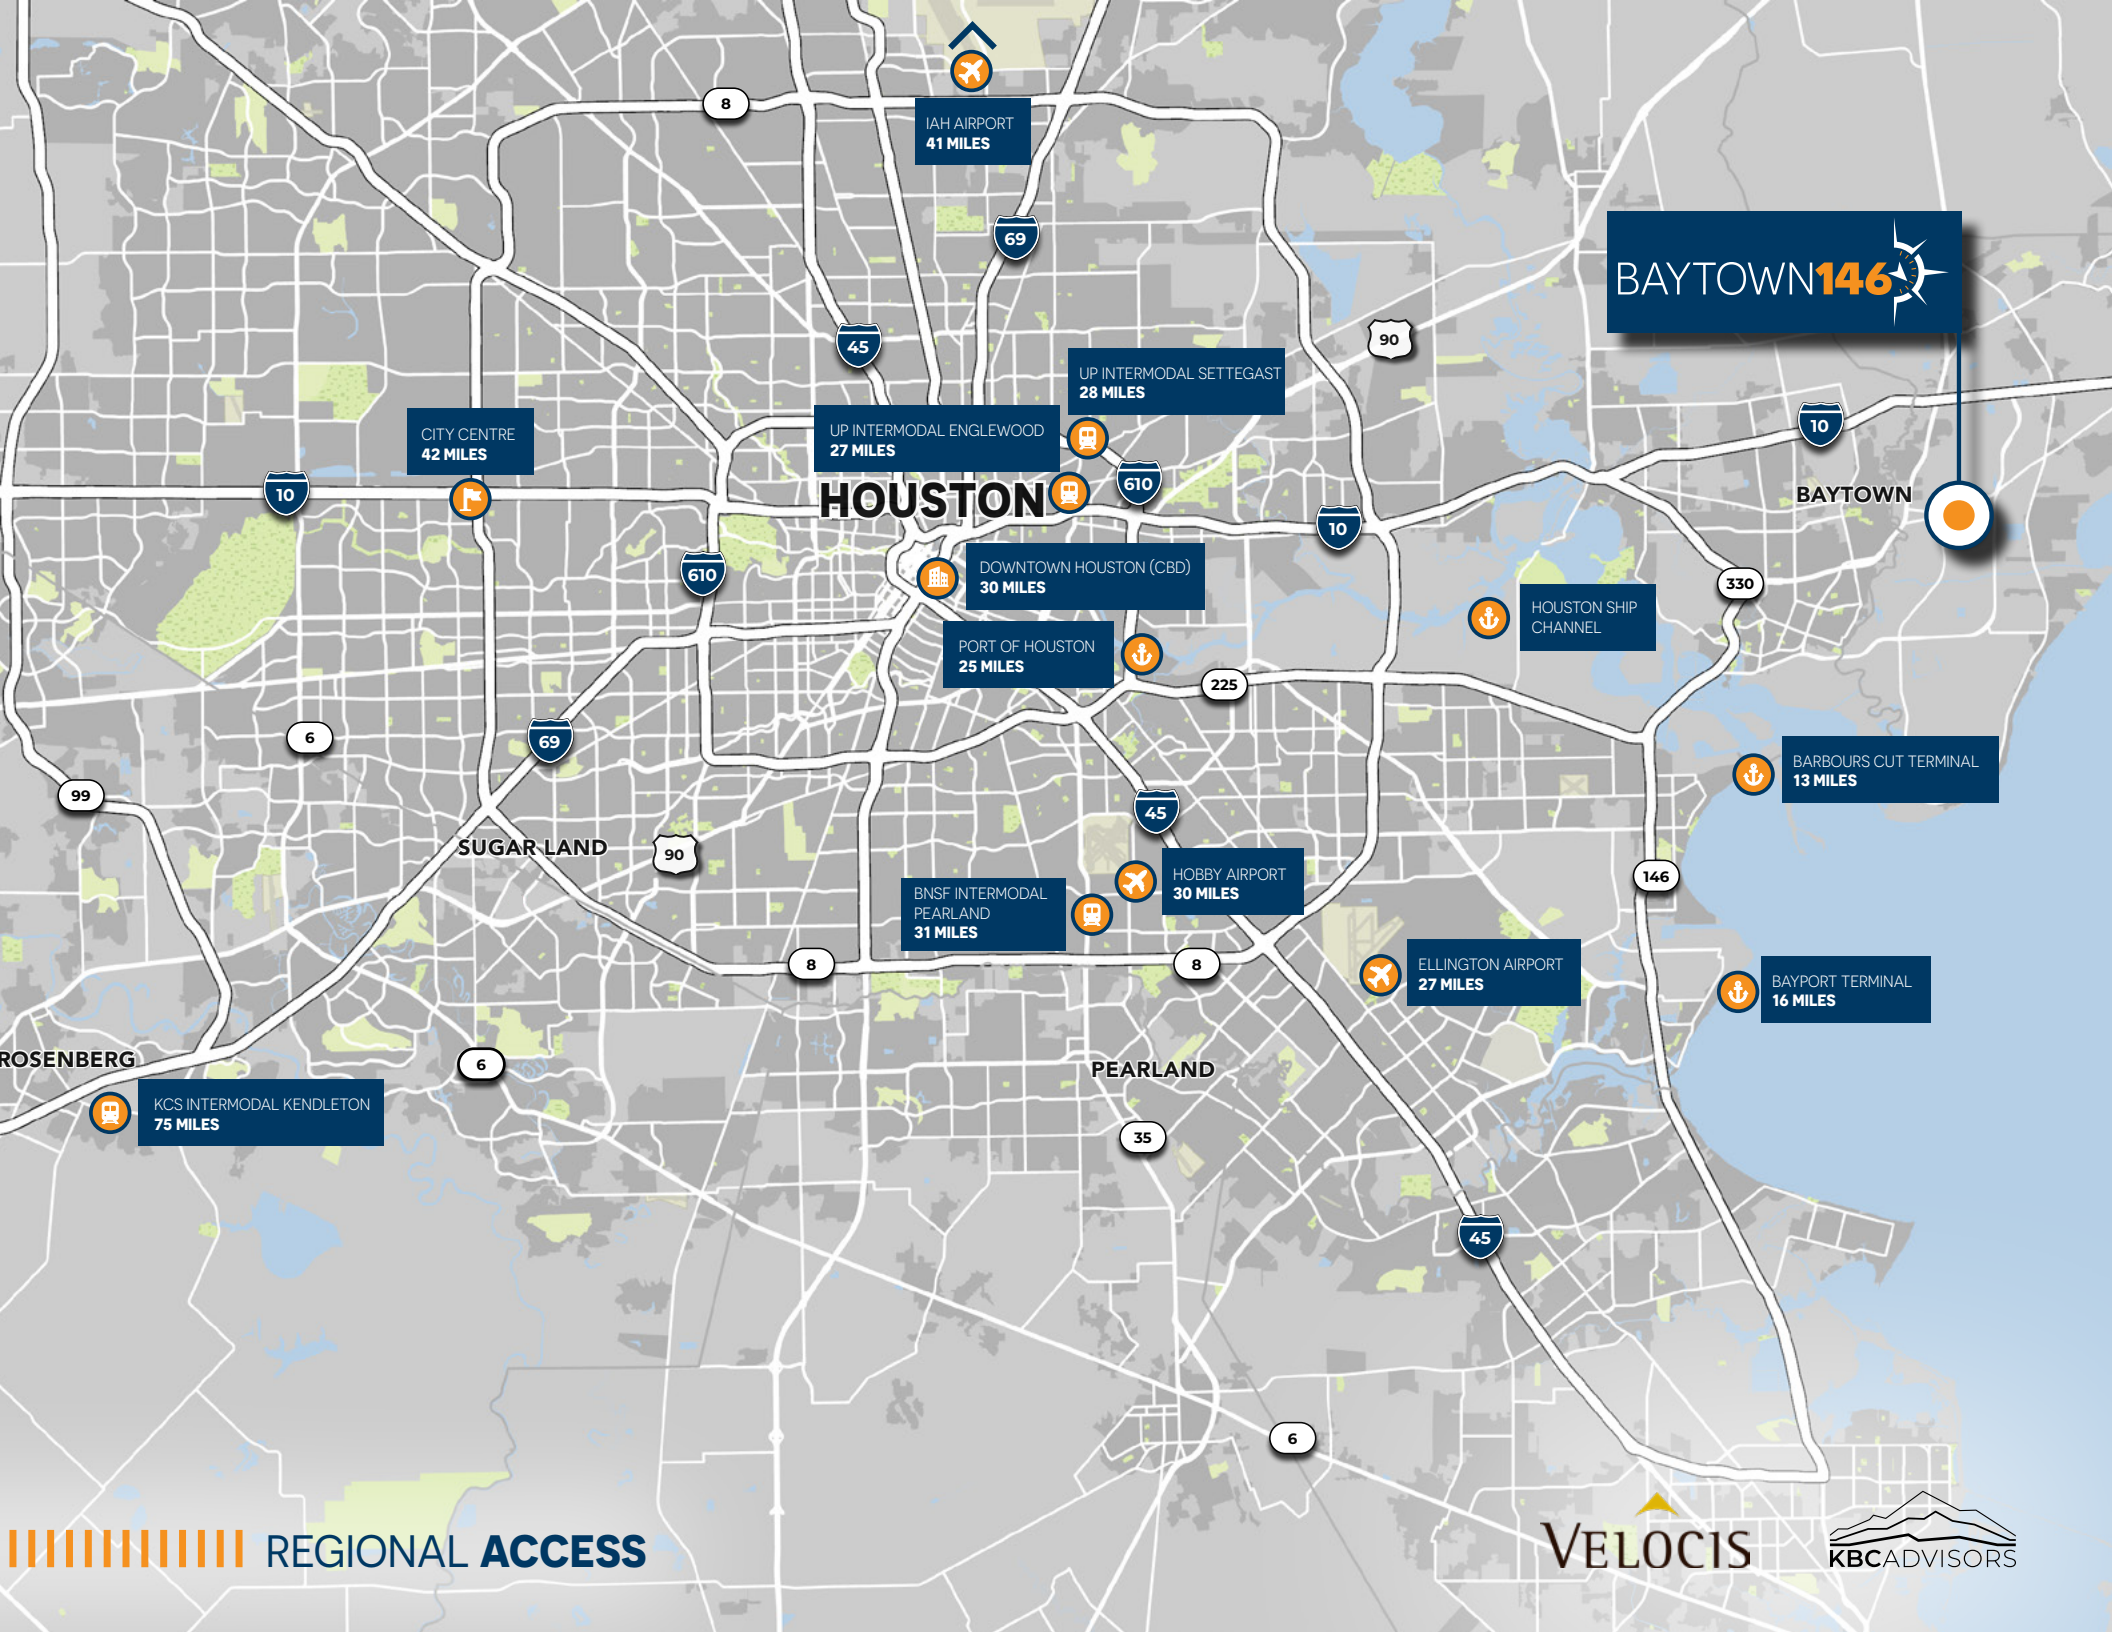 8
IAH AIRPORT
41 MILES
69
BAYTOWN146
45
90
UP INTERMODAL SETTEGAST
28 MILES
CITY CENTRE
42 MILES
UP INTERMODAL ENGLEWOOD
27 MILES
10
10
HOUSTON
610
BAYTOWN
10
610
DOWNTOWN HOUSTON (CBD)
30 MILES
330
HOUSTON SHIP
CHANNEL
PORT OF HOUSTON
25 MILES
225
6
69
99
BARBOURS CUT TERMINAL
13 MILES
45
SUGAR LAND
90
HOBBY AIRPORT
30 MILES
146
BNSF INTERMODAL
PEARLAND
31 MILES
8
8
ELLINGTON AIRPORT
27 MILES
BAYPORT TERMINAL
16 MILES
ROSENBERG
6
PEARLAND
KCS INTERMODAL KENDLETON
75 MILES
35
45
6
REGIONAL ACCESS
VELOCIS
KBCADVISORS